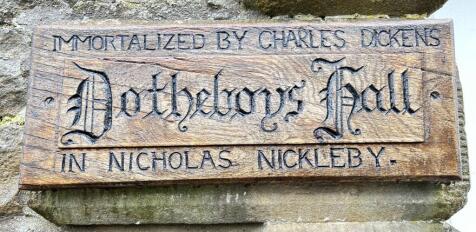 IMMORTALIZED BY CHARLES DICKENS
Dotheboys Hall
IN NICHOLAS NICKLEBY.